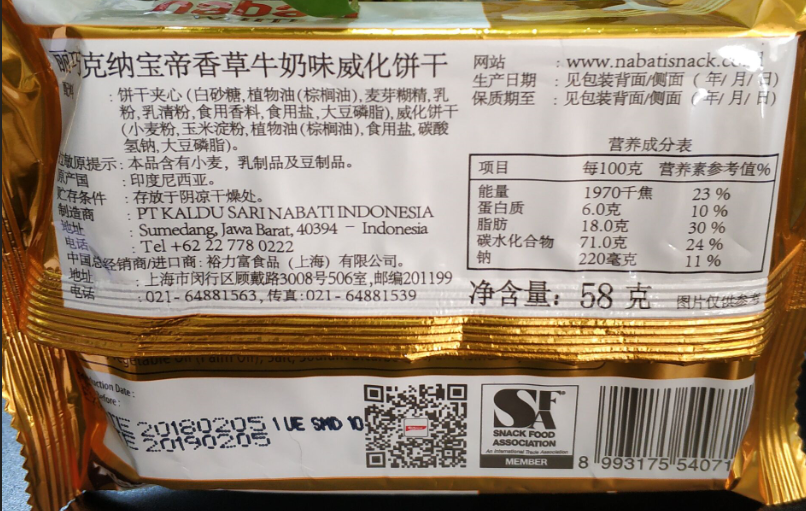 nabati
丽巧克纳宝帝香草牛奶味威化饼干
: 饼干夹心 (白砂糖, 植物油(棕榈油), 麦芽糊精, 乳
粉, 乳清粉, 食用香料, 食用盐, 大豆磷脂), 威化饼干
(小麦粉, 玉米淀粉, 植物油(棕榈油), 食用盐, 碳酸
氢钠, 大豆磷脂)。
过敏原提示: 本品含有小麦, 乳制品及豆制品。
原产国 : 印度尼西亚。
贮存条件 : 存放于阴凉干燥处。
制造商 : PT KALDU SARI NABATI INDONESIA
地址 : Sumedang, Jawa Barat, 40394 - Indonesia
电话 : Tel +62 22 778 0222
中国总经销商/进口商: 裕力富食品 (上海) 有限公司。
地址 : 上海市闵行区顾戴路3008号506室, 邮编201199
电话 : 021- 64881563, 传真: 021- 64881539
网站 : www.nabatisnack.co
生产日期 : 见包装背面/侧面 ( 年/ 月/ 日)
保质期至 : 见包装背面/侧面 ( 年/ 月/ 日)
营养成分表
项目 每100克 营养素参考值%
能量 1970千焦 23 %
蛋白质 6.0克 10 %
脂肪 18.0克 30 %
碳水化合物 71.0克 24 %
钠 220毫克 11 %
净含量: 58 克 图片仅供参考
Date :
20180205 1 UE SMD 10
20190205
SNACK FOOD
ASSOCIATION
An International Trade Association
MEMBER
8 993175 54071